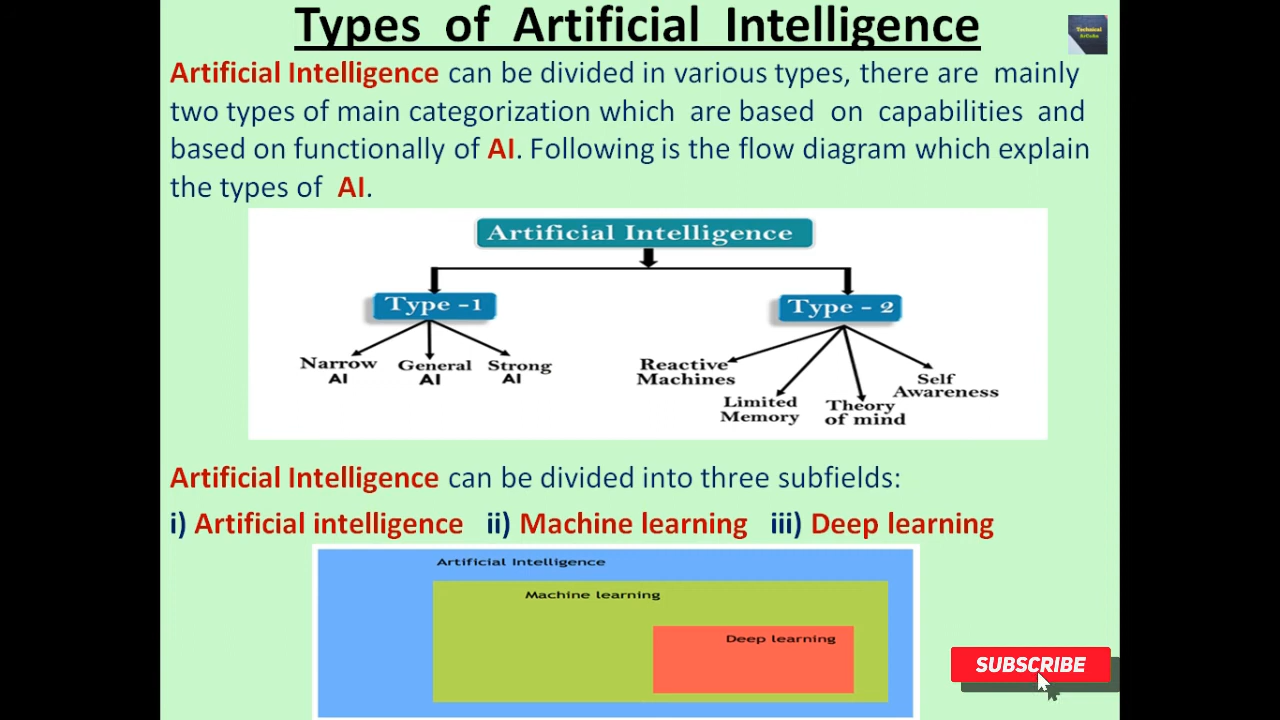 Types of Artificial Intelligence
Technical
Artisha
Artificial Intelligence can be divided in various types, there are mainly
two types of main categorization which are based on capabilities and
based on functionally of AI. Following is the flow diagram which explain
the types of AI.
Artificial Intelligence
Type -1
Type - 2
Narrow
AI
General
AI
Strong
AI
Reactive
Machines
Limited
Memory
Theory
of mind
Self
Awareness
Artificial Intelligence can be divided into three subfields:
i) Artificial intelligence ii) Machine learning iii) Deep learning
Artificial Intelligence
Machine learning
Deep learning
SUBSCRIBE